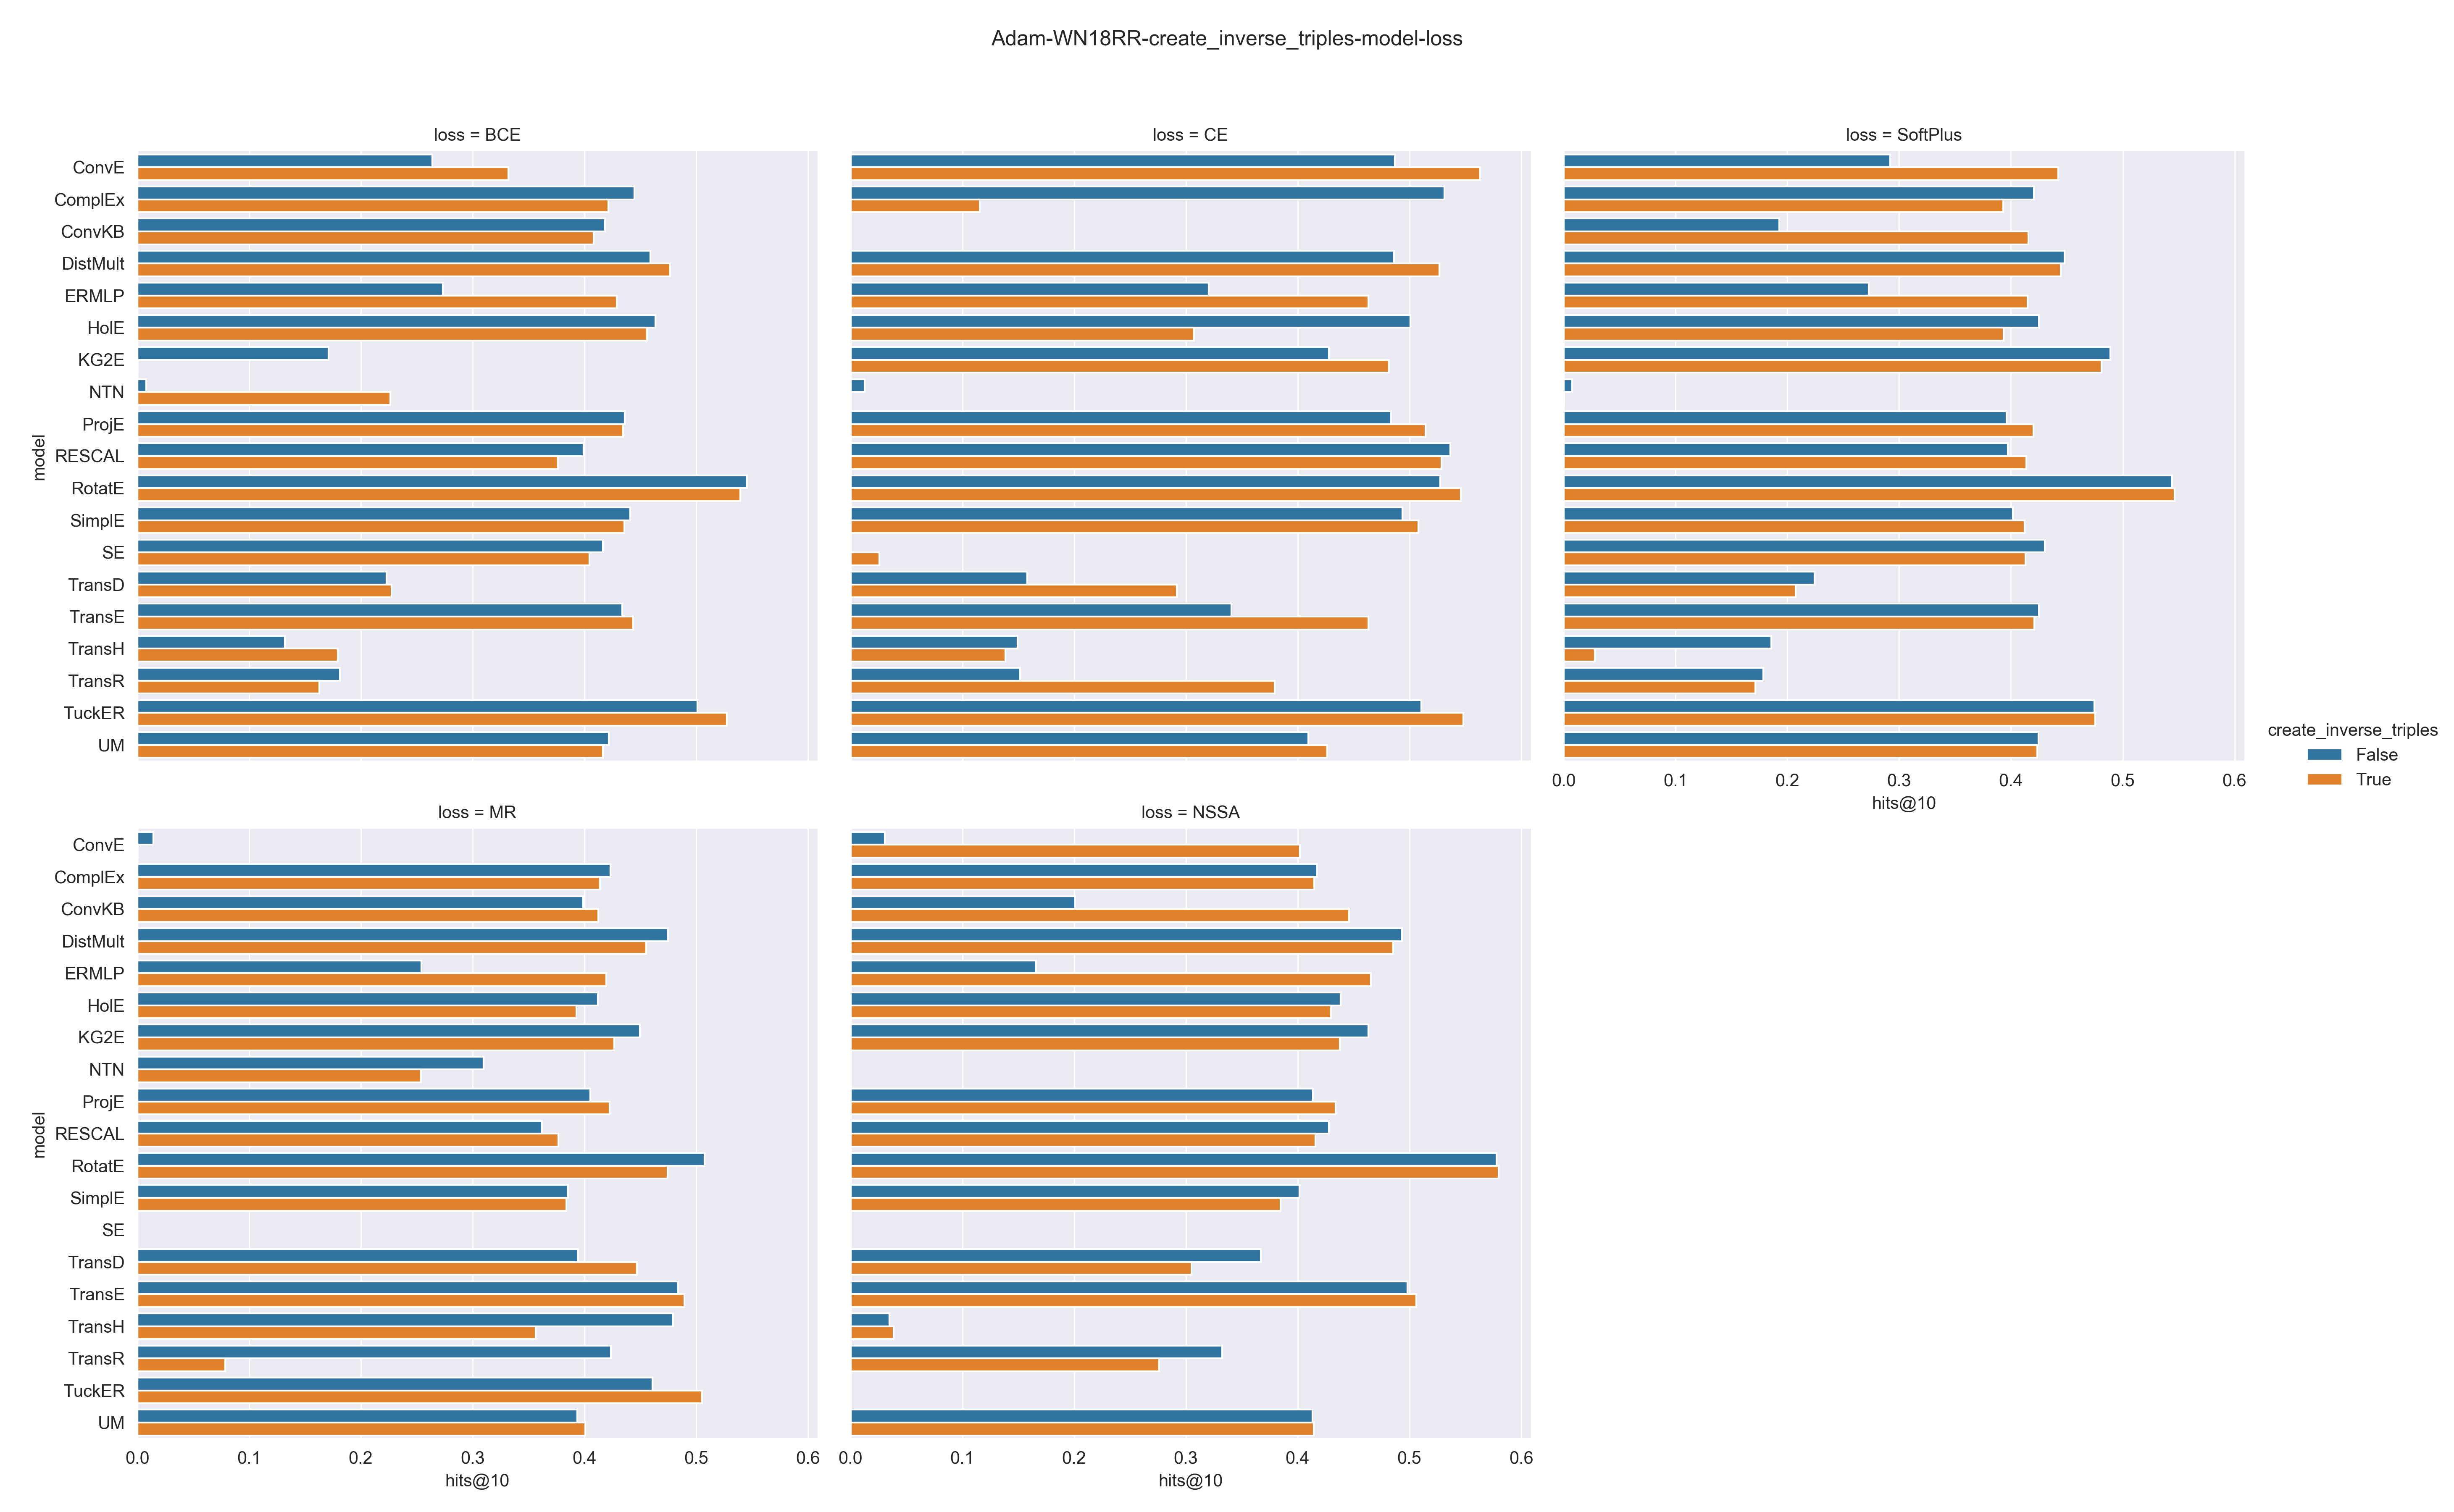 Adam-WN18RR-create_inverse_triples-model-loss
loss = BCE
loss = CE
loss = SoftPlus
model
ConvE
ComplEx
ConvKB
DistMult
ERMLP
HolE
KG2E
NTN
ProjE
RESCAL
RotatE
SimplE
SE
TransD
TransE
TransH
TransR
TuckER
UM
0.0 0.1 0.2 0.3 0.4 0.5 0.6
hits@10
create_inverse_triples
False
True
loss = MR
loss = NSSA
model
ConvE
ComplEx
ConvKB
DistMult
ERMLP
HolE
KG2E
NTN
ProjE
RESCAL
RotatE
SimplE
SE
TransD
TransE
TransH
TransR
TuckER
UM
0.0 0.1 0.2 0.3 0.4 0.5 0.6
hits@10
0.0 0.1 0.2 0.3 0.4 0.5 0.6
hits@10